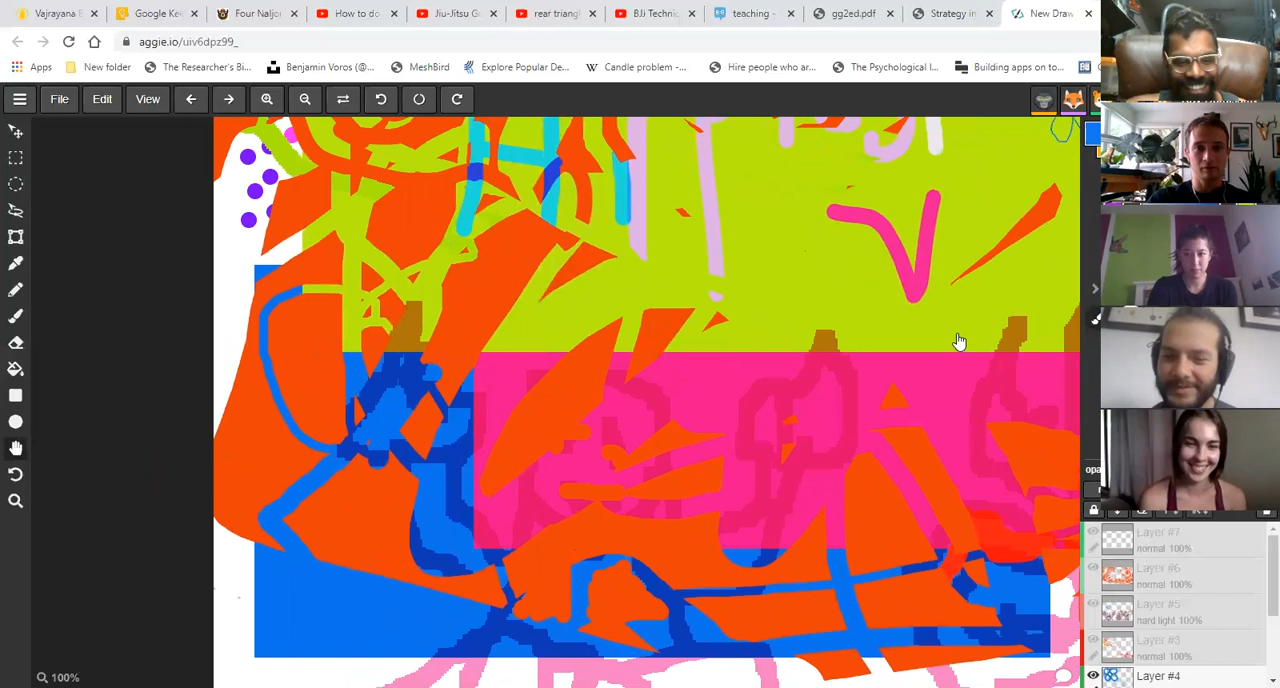 Vajrayana B
Google Kee
Four Naljor
How to do
Jiu-Jitsu G
rear triang
BJJ Techni
teaching -
gg2ed.pdf
Strategy in
New Draw
aggie.io/uiv6dpz99_
Apps
New folder
The Researcher's Bi...
Benjamin Voros (@...
MeshBird
Explore Popular De...
Candle problem -...
Hire people who ar...
The Psychological I...
Building apps on to...
File
Edit
View
opa
Layer #7
normal 100%
Layer #6
normal 100%
Layer #5
hard light 100%
Layer #3
normal 100%
Layer #4
100%